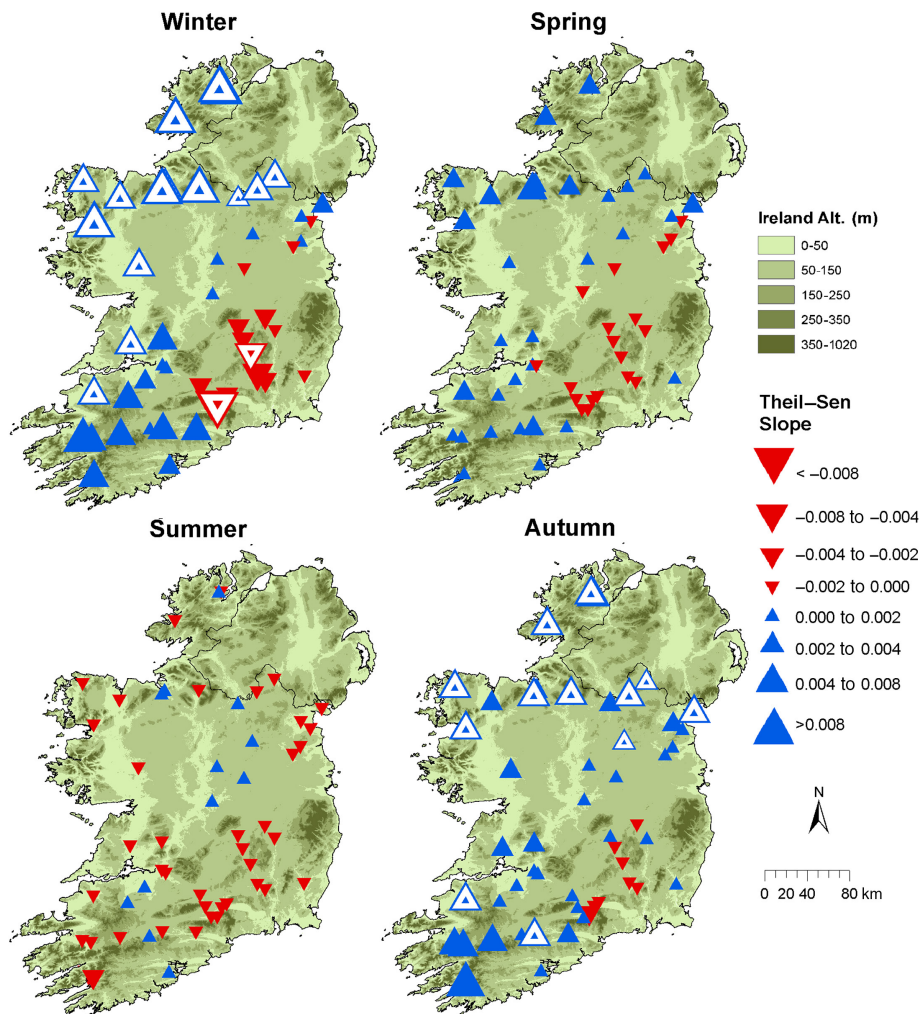 Winter
Spring
Ireland Alt. (m)
0-50
50-150
150-250
250-350
350-1020
Theil–Sen
Slope
< –0.008
–0.008 to –0.004
–0.004 to –0.002
–0.002 to 0.000
0.000 to 0.002
0.002 to 0.004
0.004 to 0.008
>0.008
Summer
Autumn
N
0 20 40 80 km